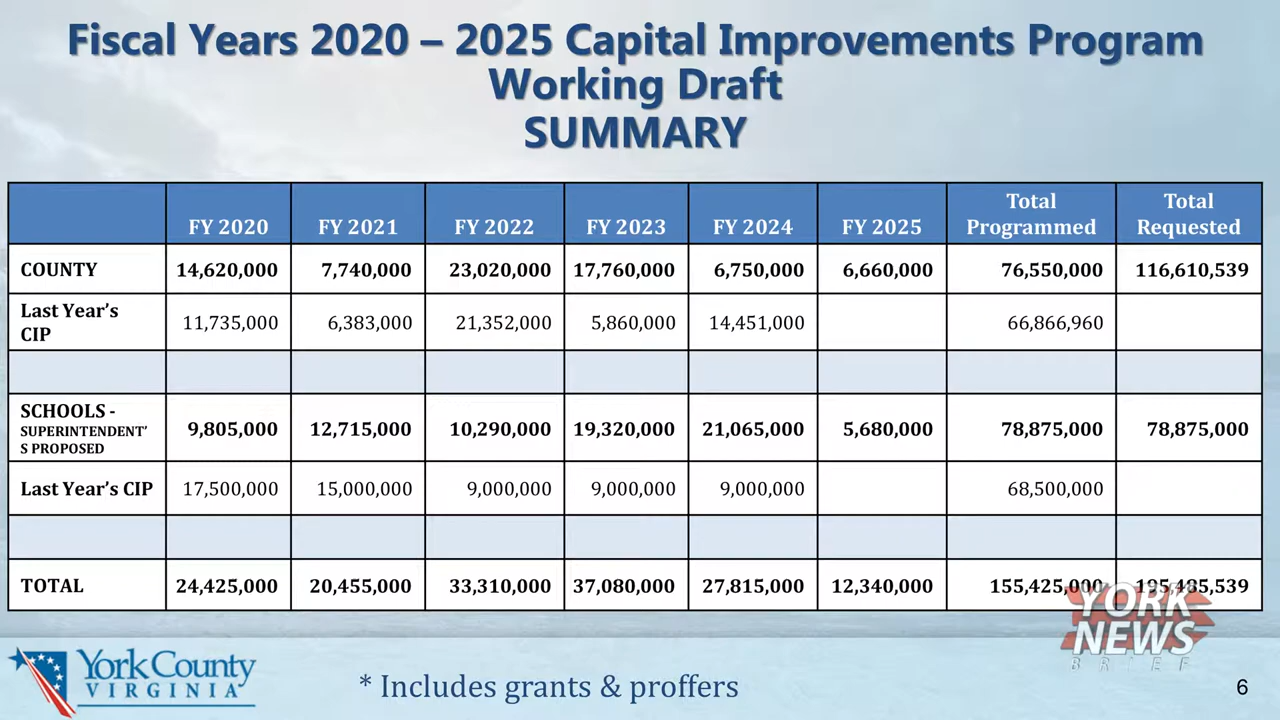 Fiscal Years 2020 – 2025 Capital Improvements Program
Working Draft
SUMMARY
FY 2020 FY 2021 FY 2022 FY 2023 FY 2024 FY 2025 Total Programmed Total Requested
COUNTY 14,620,000 7,740,000 23,020,000 17,760,000 6,750,000 6,660,000 76,550,000 116,610,539
Last Year's CIP 11,735,000 6,383,000 21,352,000 5,860,000 14,451,000 66,866,960
SCHOOLS - SUPERINTENDENT' S PROPOSED 9,805,000 12,715,000 10,290,000 19,320,000 21,065,000 5,680,000 78,875,000 78,875,000
Last Year's CIP 17,500,000 15,000,000 9,000,000 9,000,000 9,000,000 68,500,000
TOTAL 24,425,000 20,455,000 33,310,000 37,080,000 27,815,000 12,340,000 155,425,000 195,485,539
YORK
NEWS
BRIEF
York County
VIRGINIA
* Includes grants & proffers
6